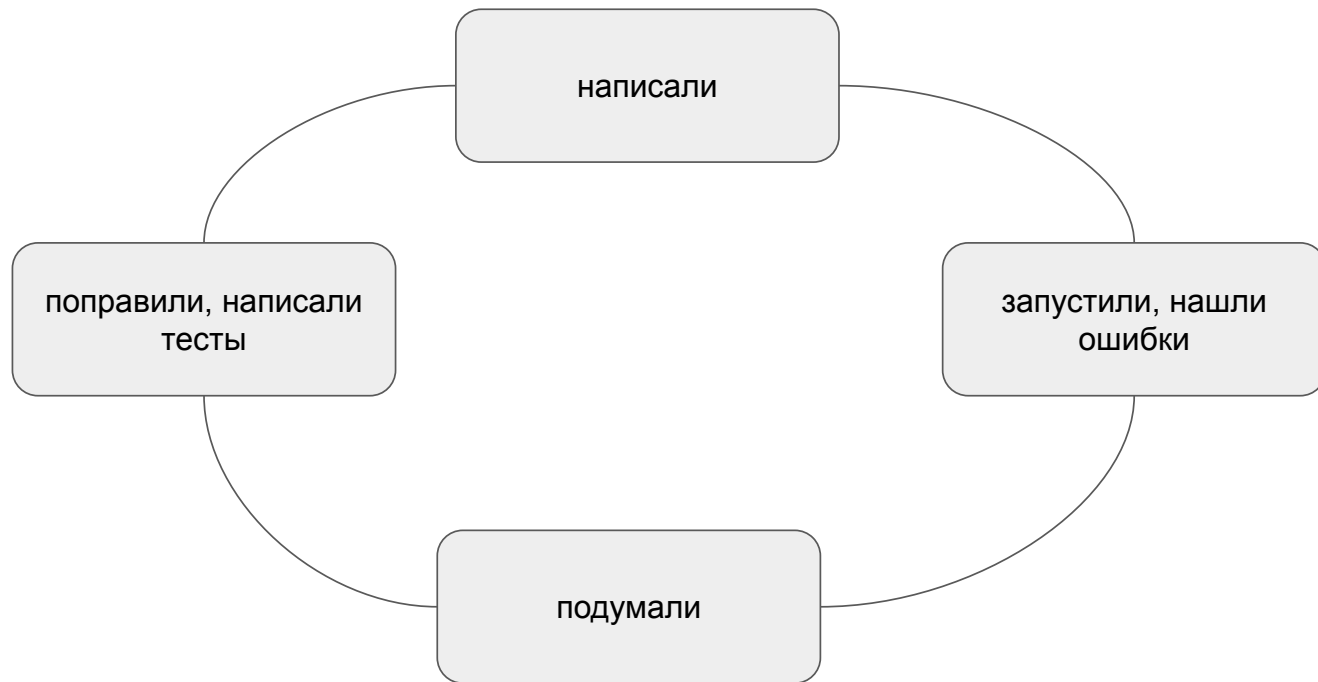 написали
поправили, написали
тесты
запустили, нашли
ошибки
подумали